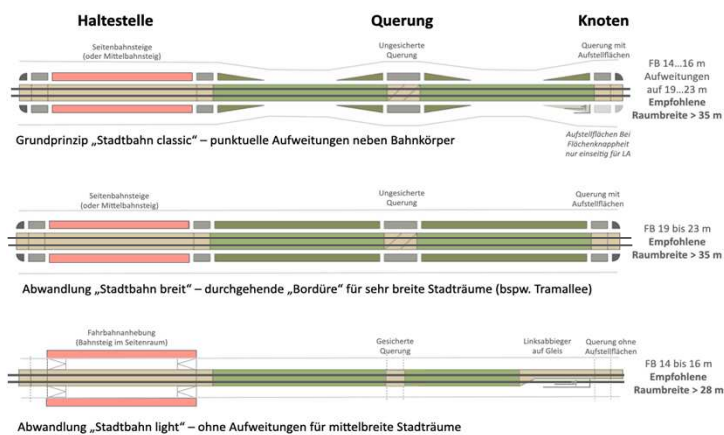 Haltestelle
Querung
Knoten
Seitenbahnsteige
(oder Mittelbahnsteig)
Ungesicherte
Querung
Querung mit
Aufstellflächen
FB 14...16 m
Aufweitungen
auf 19...23 m
Empfohlene
Raumbreite > 35 m
Aufstellflächen Bei
Flächenknappheit
nur einseitig für LA
Grundprinzip „Stadtbahn classic“ – punktuelle Aufweitungen neben Bahnkörper
Seitenbahnsteige
(oder Mittelbahnsteig)
Ungesicherte
Querung
Querung mit
Aufstellflächen
FB 19 bis 23 m
Empfohlene
Raumbreite > 35 m
Abwandlung „Stadtbahn breit“ – durchgehende „Bordüre“ für sehr breite Stadträume (bspw. Tramallee)
Fahrbahnanhebung
(Bahnsteig im Seitenraum)
Gesicherte
Querung
Linksabbieger
auf Gleis
Querung ohne
Aufstellflächen
FB 14 bis 16 m
Empfohlene
Raumbreite > 28 m
Abwandlung „Stadtbahn light“ – ohne Aufweitungen für mittelbreite Stadträume